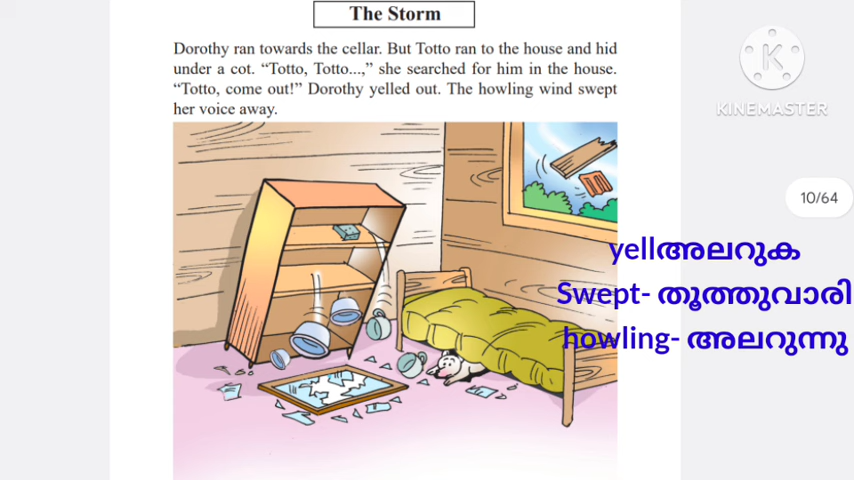 The Storm
Dorothy ran towards the cellar. But Totto ran to the house and hid
under a cot. “Totto, Totto...,” she searched for him in the house.
“Totto, come out!” Dorothy yelled out. The howling wind swept
her voice away.
KINEMASTER
10/64
yellഅലറുക
Swept- തൂത്തുവാരി
howling- അലറുന്നു